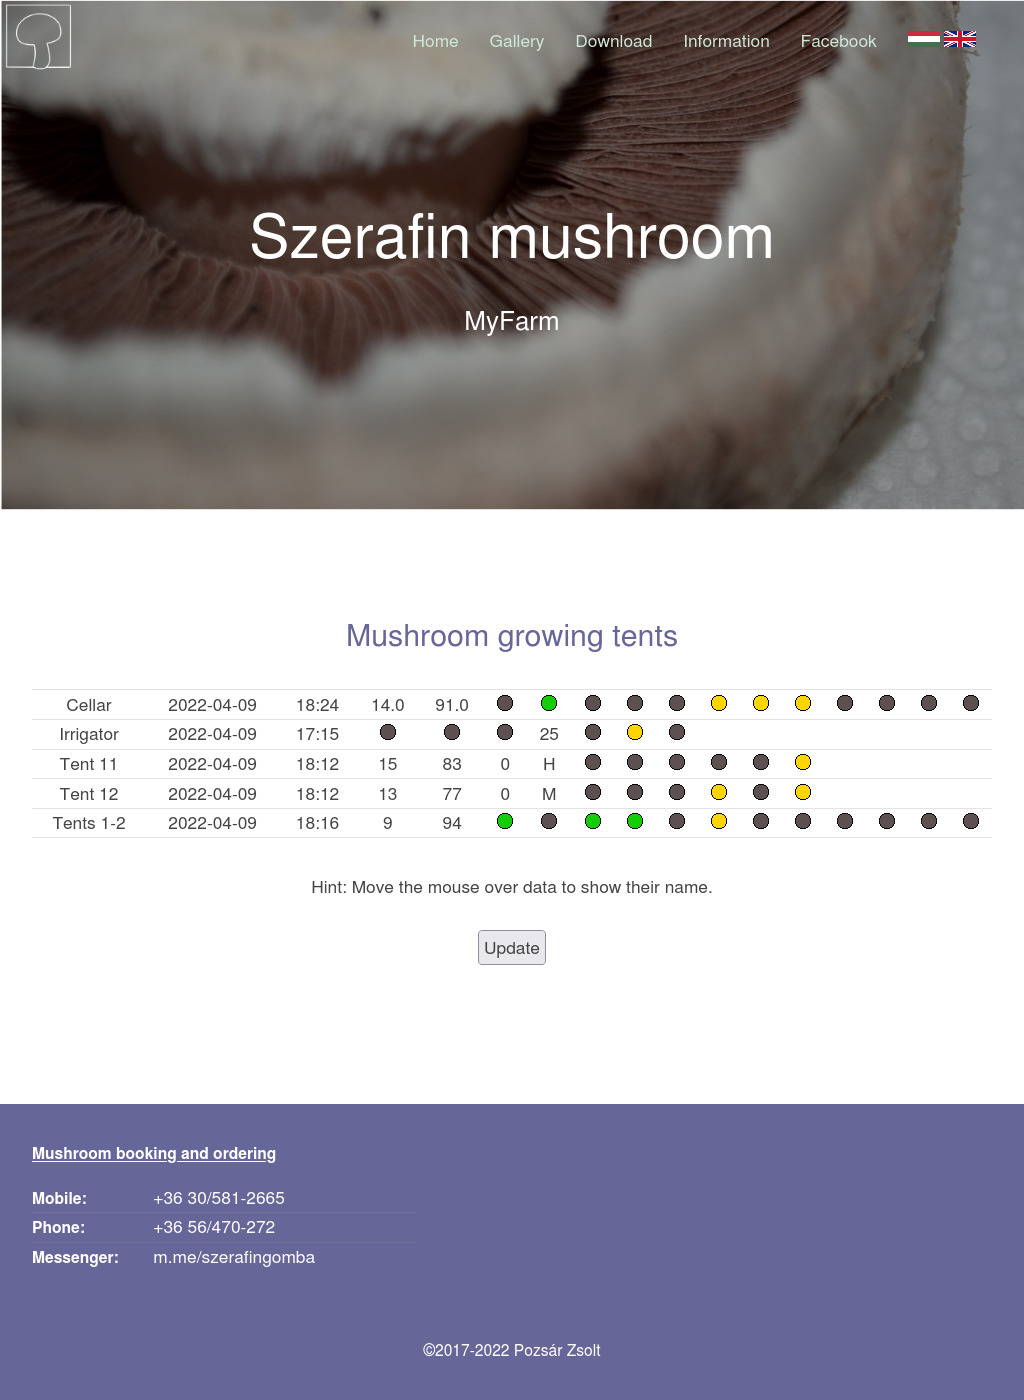 Home Gallery Download Information Facebook
Szerafin mushroom
MyFarm
Mushroom growing tents
Cellar 2022-04-09 18:24 14.0 91.0
Irrigator 2022-04-09 17:15 25
Tent 11 2022-04-09 18:12 15 83 0 H
Tent 12 2022-04-09 18:12 13 77 0 M
Tents 1-2 2022-04-09 18:16 9 94
Hint: Move the mouse over data to show their name.
Update
Mushroom booking and ordering
Mobile: +36 30/581-2665
Phone: +36 56/470-272
Messenger: m.me/szerafingomba
©2017-2022 Pozsár Zsolt